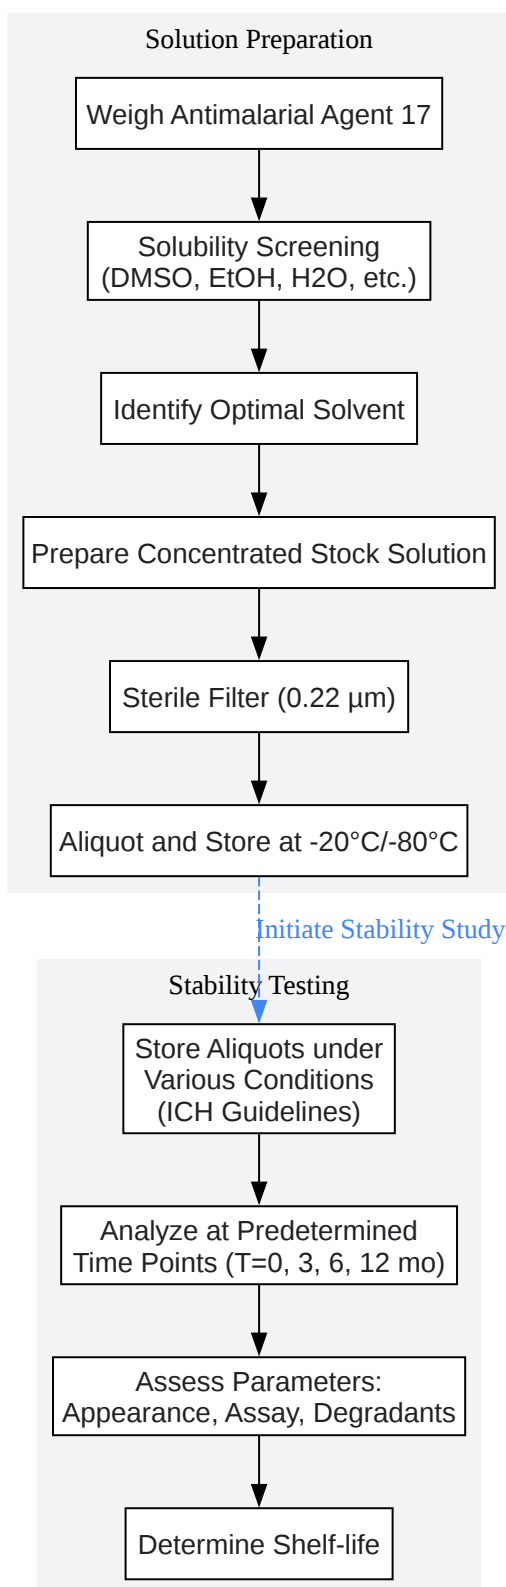 Solution Preparation
Weigh Antimalarial Agent 17
Solubility Screening
(DMSO, EtOH, H2O, etc.)
Identify Optimal Solvent
Prepare Concentrated Stock Solution
Sterile Filter (0.22 µm)
Aliquot and Store at -20°C/-80°C
Initiate Stability Study
Stability Testing
Store Aliquots under
Various Conditions
(ICH Guidelines)
Analyze at Predetermined
Time Points (T=0, 3, 6, 12 mo)
Assess Parameters:
Appearance, Assay, Degradants
Determine Shelf-life